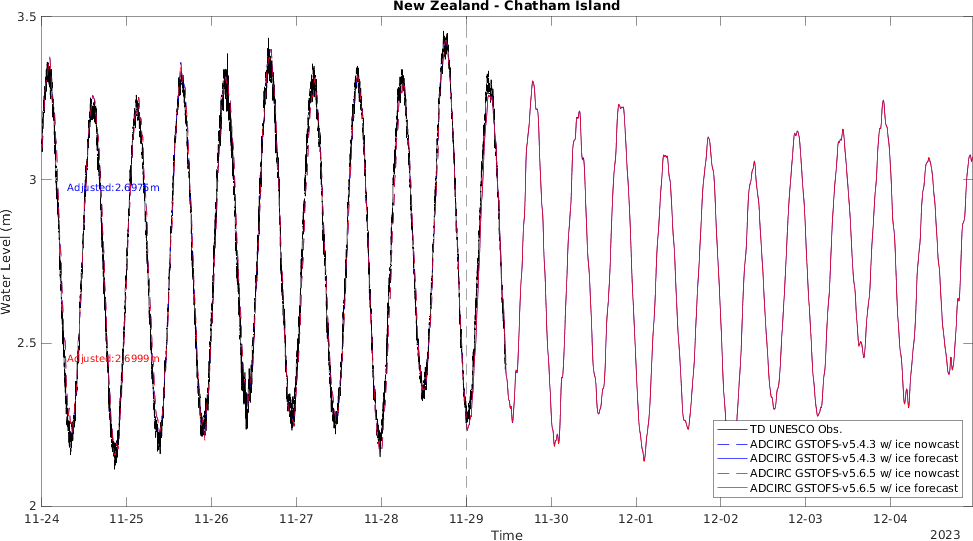 New Zealand - Chatham Island
3.5
3
2.5
2
Water Level (m)
Adjusted:2.6975m
Adjusted:2.6999m
TD UNESCO Obs.
ADCIRC GSTOFS-v5.4.3 w/ ice nowcast
ADCIRC GSTOFS-v5.4.3 w/ ice forecast
ADCIRC GSTOFS-v5.6.5 w/ ice nowcast
ADCIRC GSTOFS-v5.6.5 w/ ice forecast
11-24 11-25 11-26 11-27 11-28 11-29 11-30 12-01 12-02 12-03 12-04
Time
2023